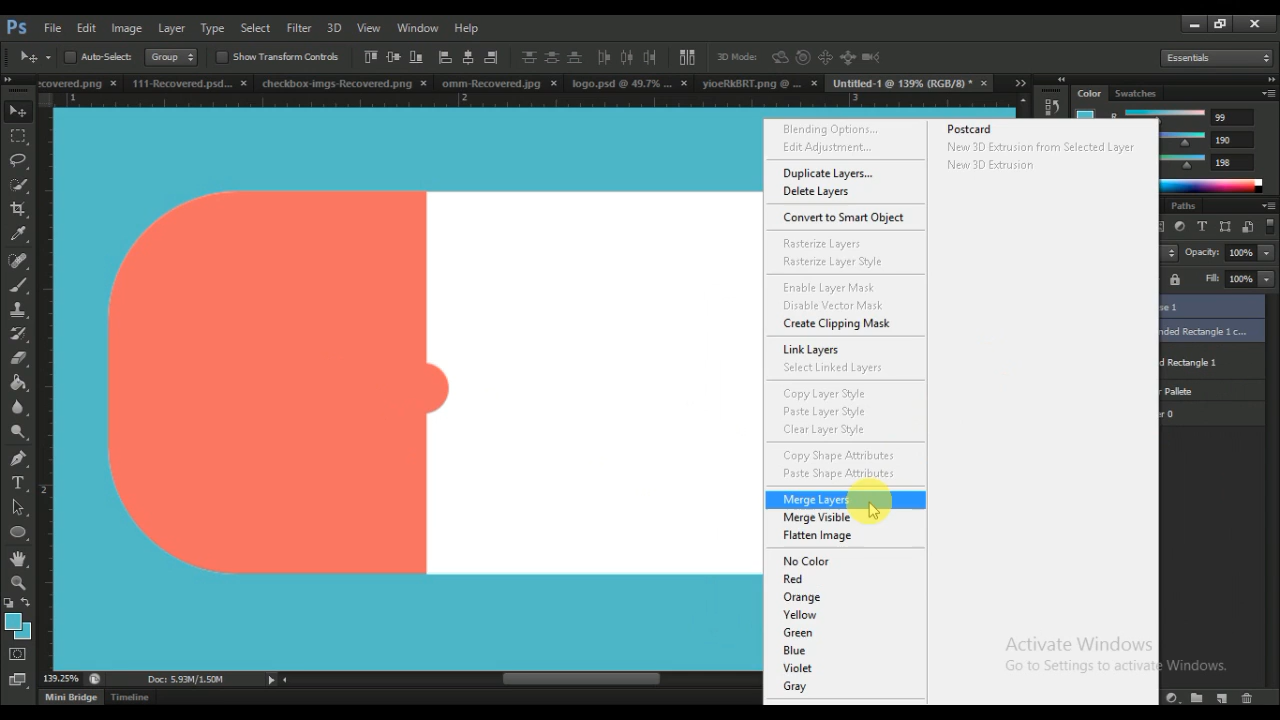 Ps File Edit Image Layer Type Select Filter 3D View Window Help
Auto-Select: Group Show Transform Controls 3D Mode: Essentials
ecovered.png × 111-Recovered.psd... × checkbox-imgs-Recovered.png × omm-Recovered.jpg × logo.psd @ 49.7% ... × yioeRkBRT.png @ ... × Untitled-1 @ 139% (RGB/8) * ×
Color Swatches
1 2 3
R 99
190
198
Paths
Opacity: 100%
Fill: 100%
se 1
nded Rectangle 1 c...
d Rectangle 1
r Pallete
er 0
Blending Options...
Edit Adjustment...
Duplicate Layers...
Delete Layers
Convert to Smart Object
Rasterize Layers
Rasterize Layer Style
Enable Layer Mask
Disable Vector Mask
Create Clipping Mask
Link Layers
Select Linked Layers
Copy Layer Style
Paste Layer Style
Clear Layer Style
Copy Shape Attributes
Paste Shape Attributes
Merge Layers
Merge Visible
Flatten Image
No Color
Red
Orange
Yellow
Green
Blue
Violet
Gray
Postcard
New 3D Extrusion from Selected Layer
New 3D Extrusion
2
Activate Windows
Go to Settings to activate Windows.
139.25% Doc: 5.93M/1.50M
Mini Bridge Timeline